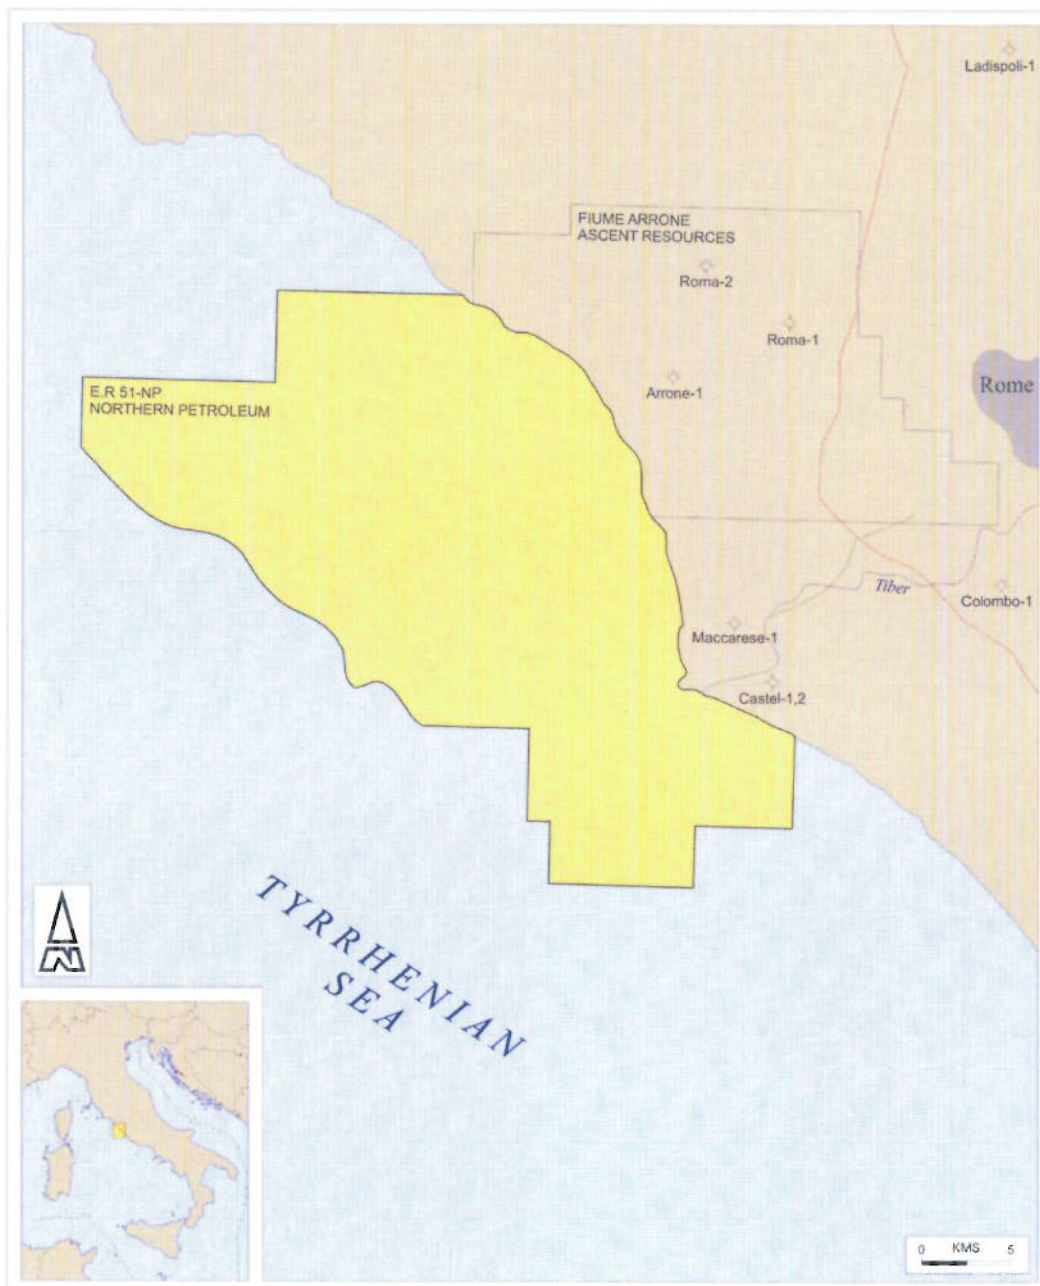 Ladispoli-1
FIUME ARRONE
ASCENT RESOURCES
Roma-2
Roma-1
Rome
Arrone-1
E.R 51-NP
NORTHERN PETROLEUM
Tiber
Colombo-1
Maccarese-1
Castel-1,2
TYRRHENIAN
SEA
N
0 KMS 5